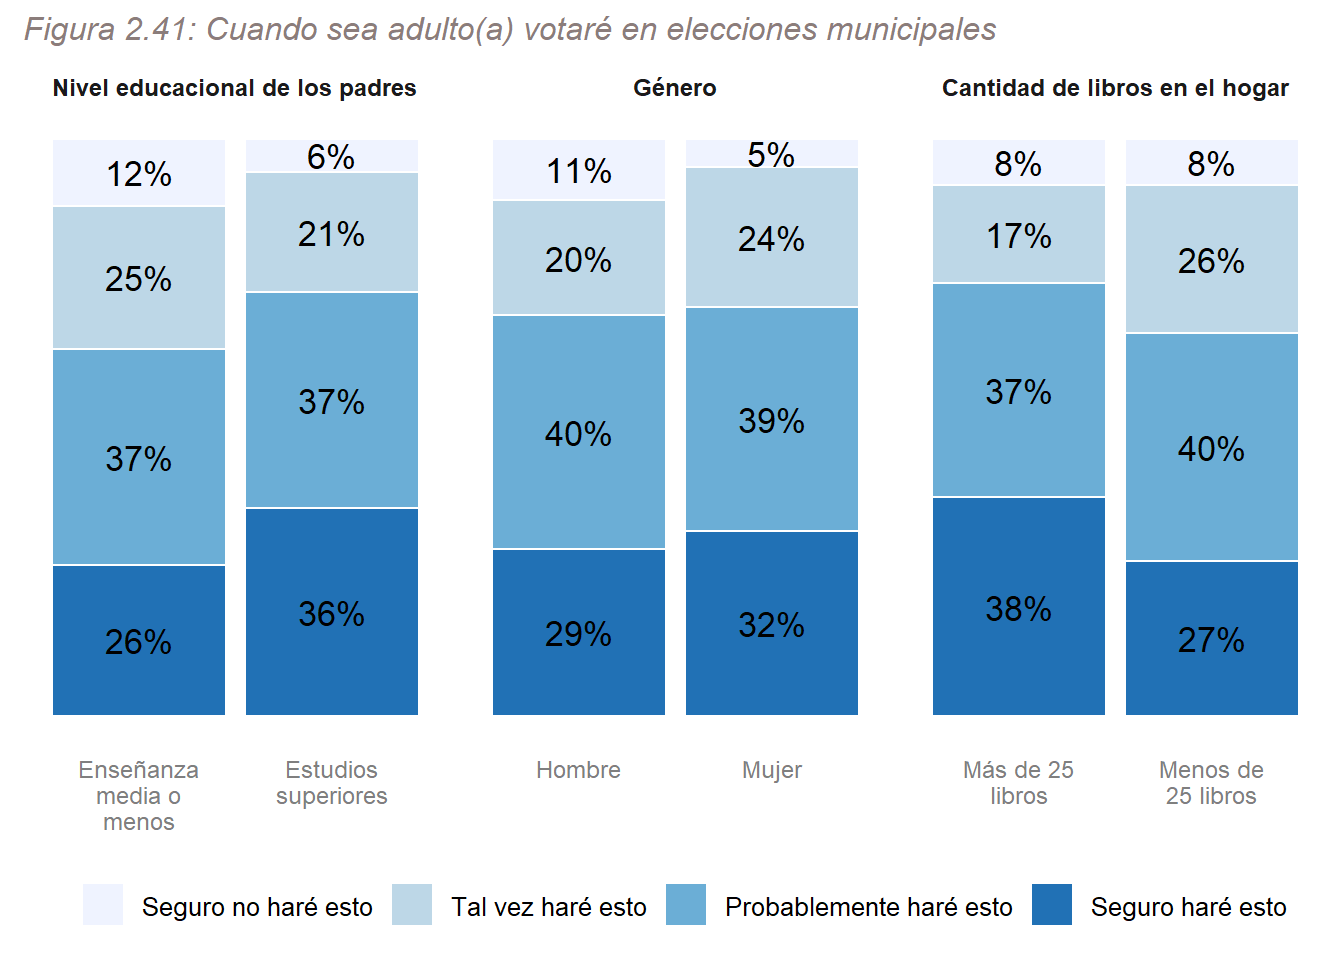 Figura 2.41: Cuando sea adulto(a) votaré en elecciones municipales
Nivel educacional de los padres
12%
6%
25%
21%
37%
37%
26%
36%
Enseñanza
media o
menos
Estudios
superiores
Género
11%
5%
20%
24%
40%
39%
29%
32%
Hombre
Mujer
Cantidad de libros en el hogar
8%
8%
17%
26%
37%
40%
38%
27%
Más de 25
libros
Menos de
25 libros
Seguro no haré esto
Tal vez haré esto
Probablemente haré esto
Seguro haré esto